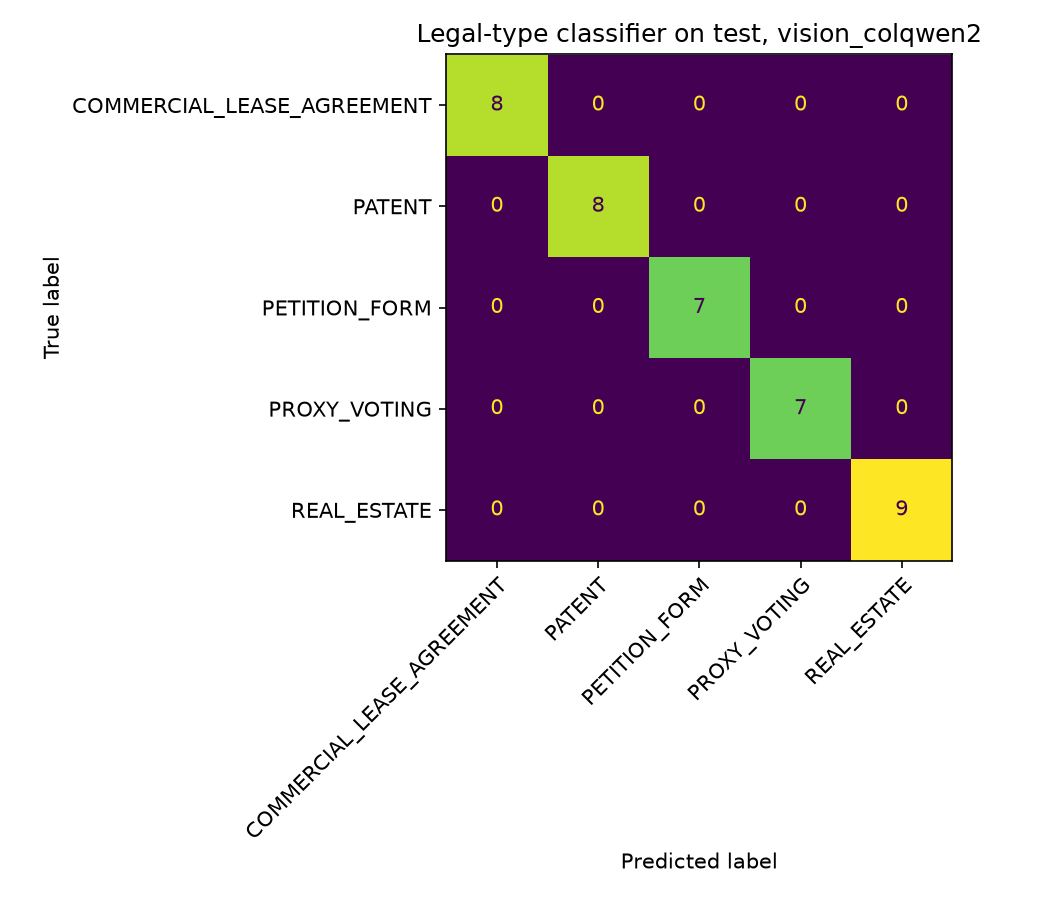 Legal-type classifier on test, vision_colqwen2
COMMERCIAL_LEASE_AGREEMENT 8 0 0 0 0
PATENT 0 8 0 0 0
PETITION_FORM 0 0 7 0 0
PROXY_VOTING 0 0 0 7 0
REAL_ESTATE 0 0 0 0 9
True label
COMMERCIAL_LEASE_AGREEMENT
PATENT
PETITION_FORM
PROXY_VOTING
REAL_ESTATE
Predicted label